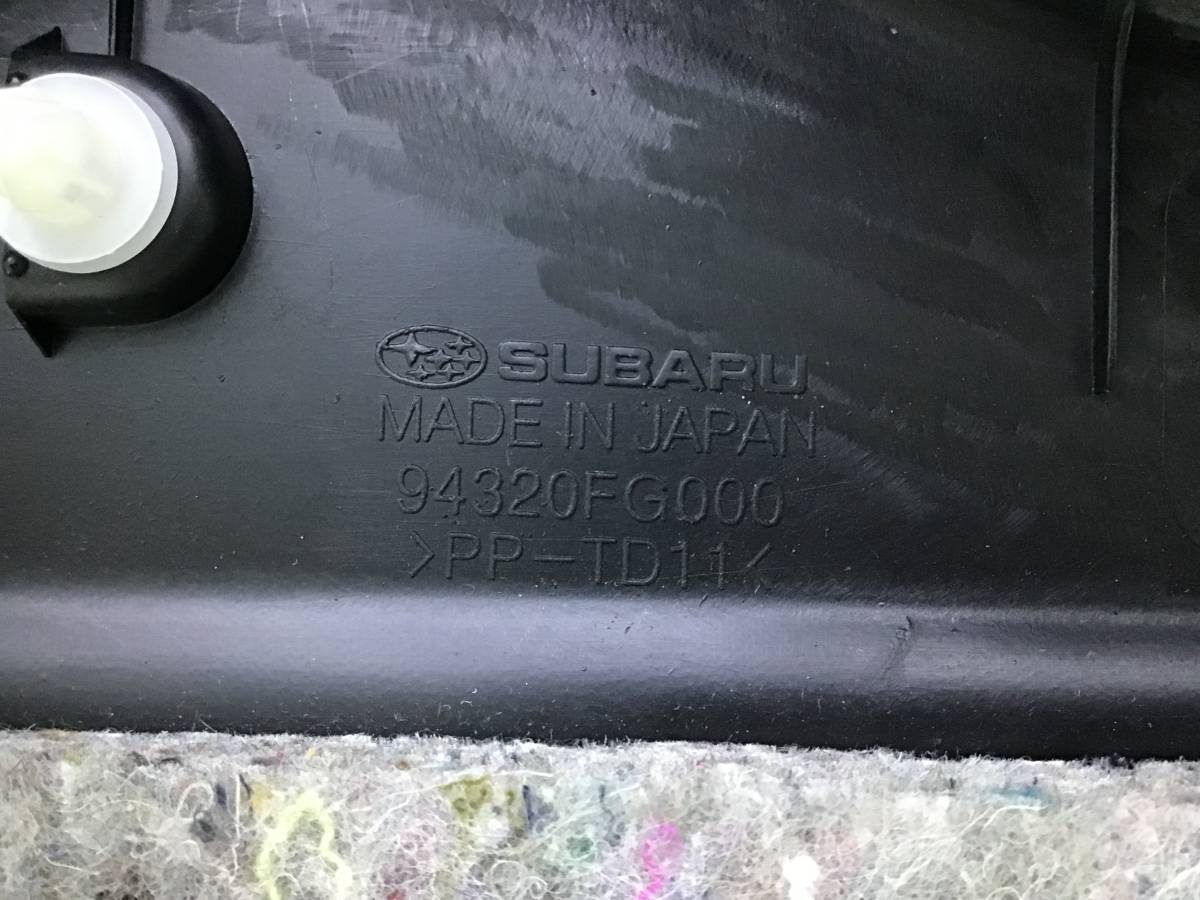 SUBARU
MADE IN JAPAN
94320FG000
>PP-TD11<